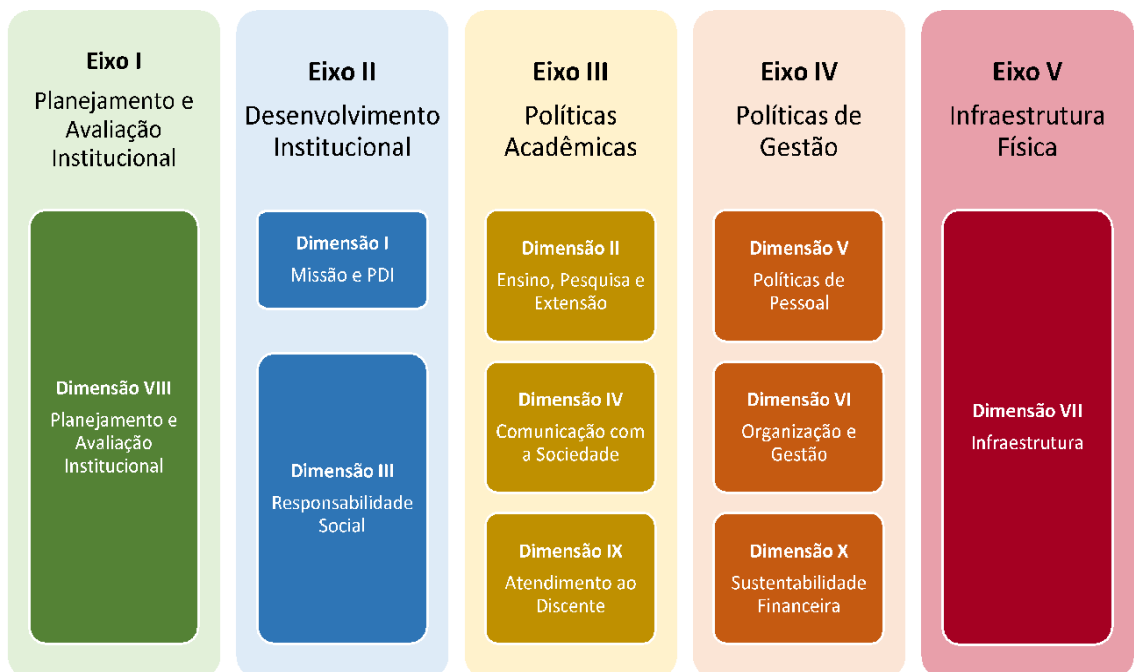 Eixo I
Planejamento e
Avaliação
Institucional
Dimensão VIII
Planejamento e
Avaliação
Institucional
Eixo II
Desenvolvimento
Institucional
Dimensão I
Missão e PDI
Dimensão III
Responsabilidade
Social
Eixo III
Políticas
Acadêmicas
Dimensão II
Ensino, Pesquisa e
Extensão
Dimensão IV
Comunicação com
a Sociedade
Dimensão IX
Atendimento ao
Discente
Eixo IV
Políticas de
Gestão
Dimensão V
Políticas de
Pessoal
Dimensão VI
Organização e
Gestão
Dimensão X
Sustentabilidade
Financeira
Eixo V
Infraestrutura
Física
Dimensão VII
Infraestrutura